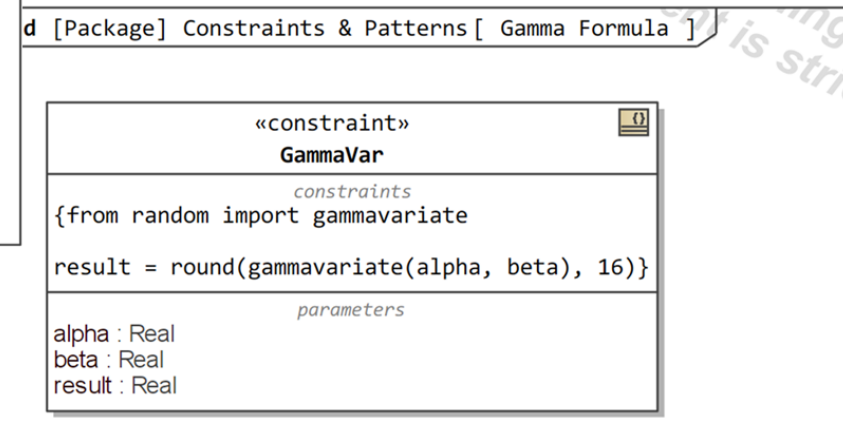 d [Package] Constraints & Patterns[ Gamma Formula ]
is
«constraint»
{}
GammaVar
constraints
{from random import gammavariate
result = round(gammavariate(alpha, beta), 16)}
parameters
alpha : Real
beta : Real
result : Real